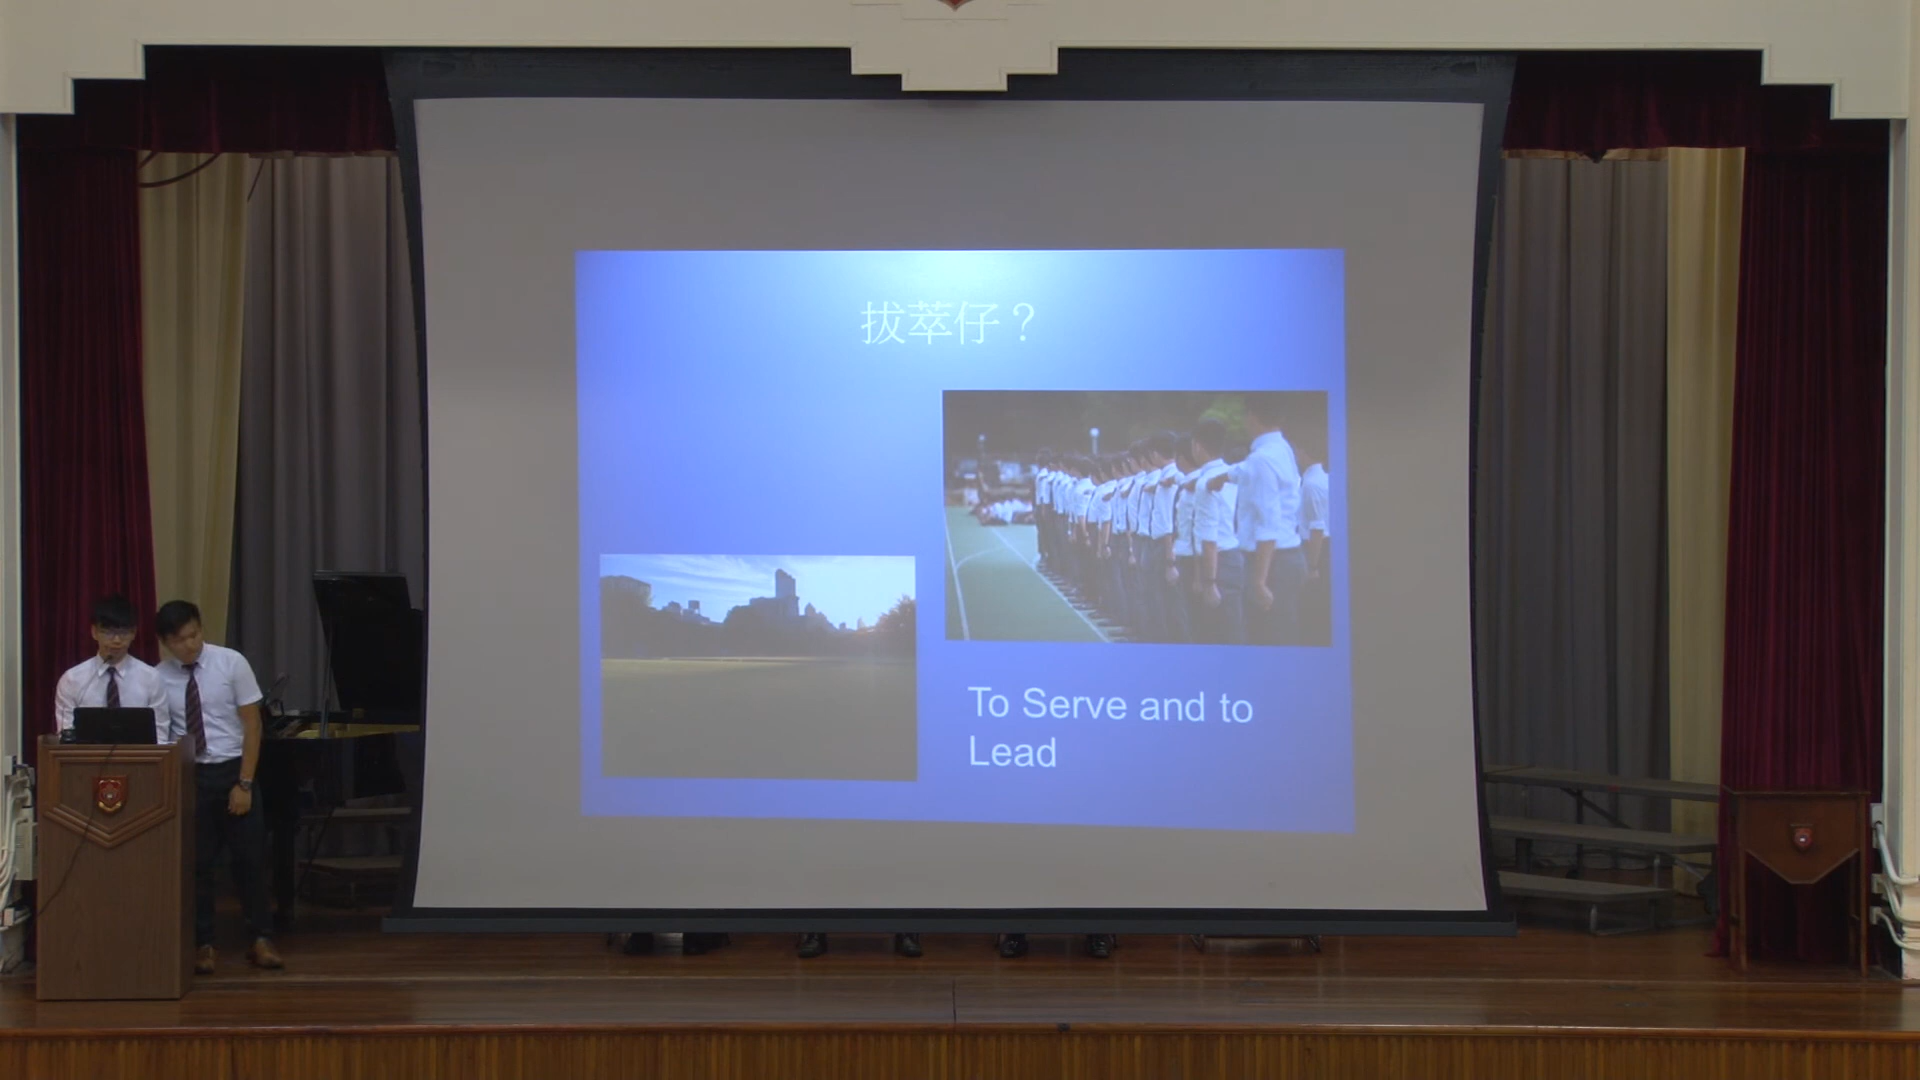 拔萃仔？
To Serve and to
Lead